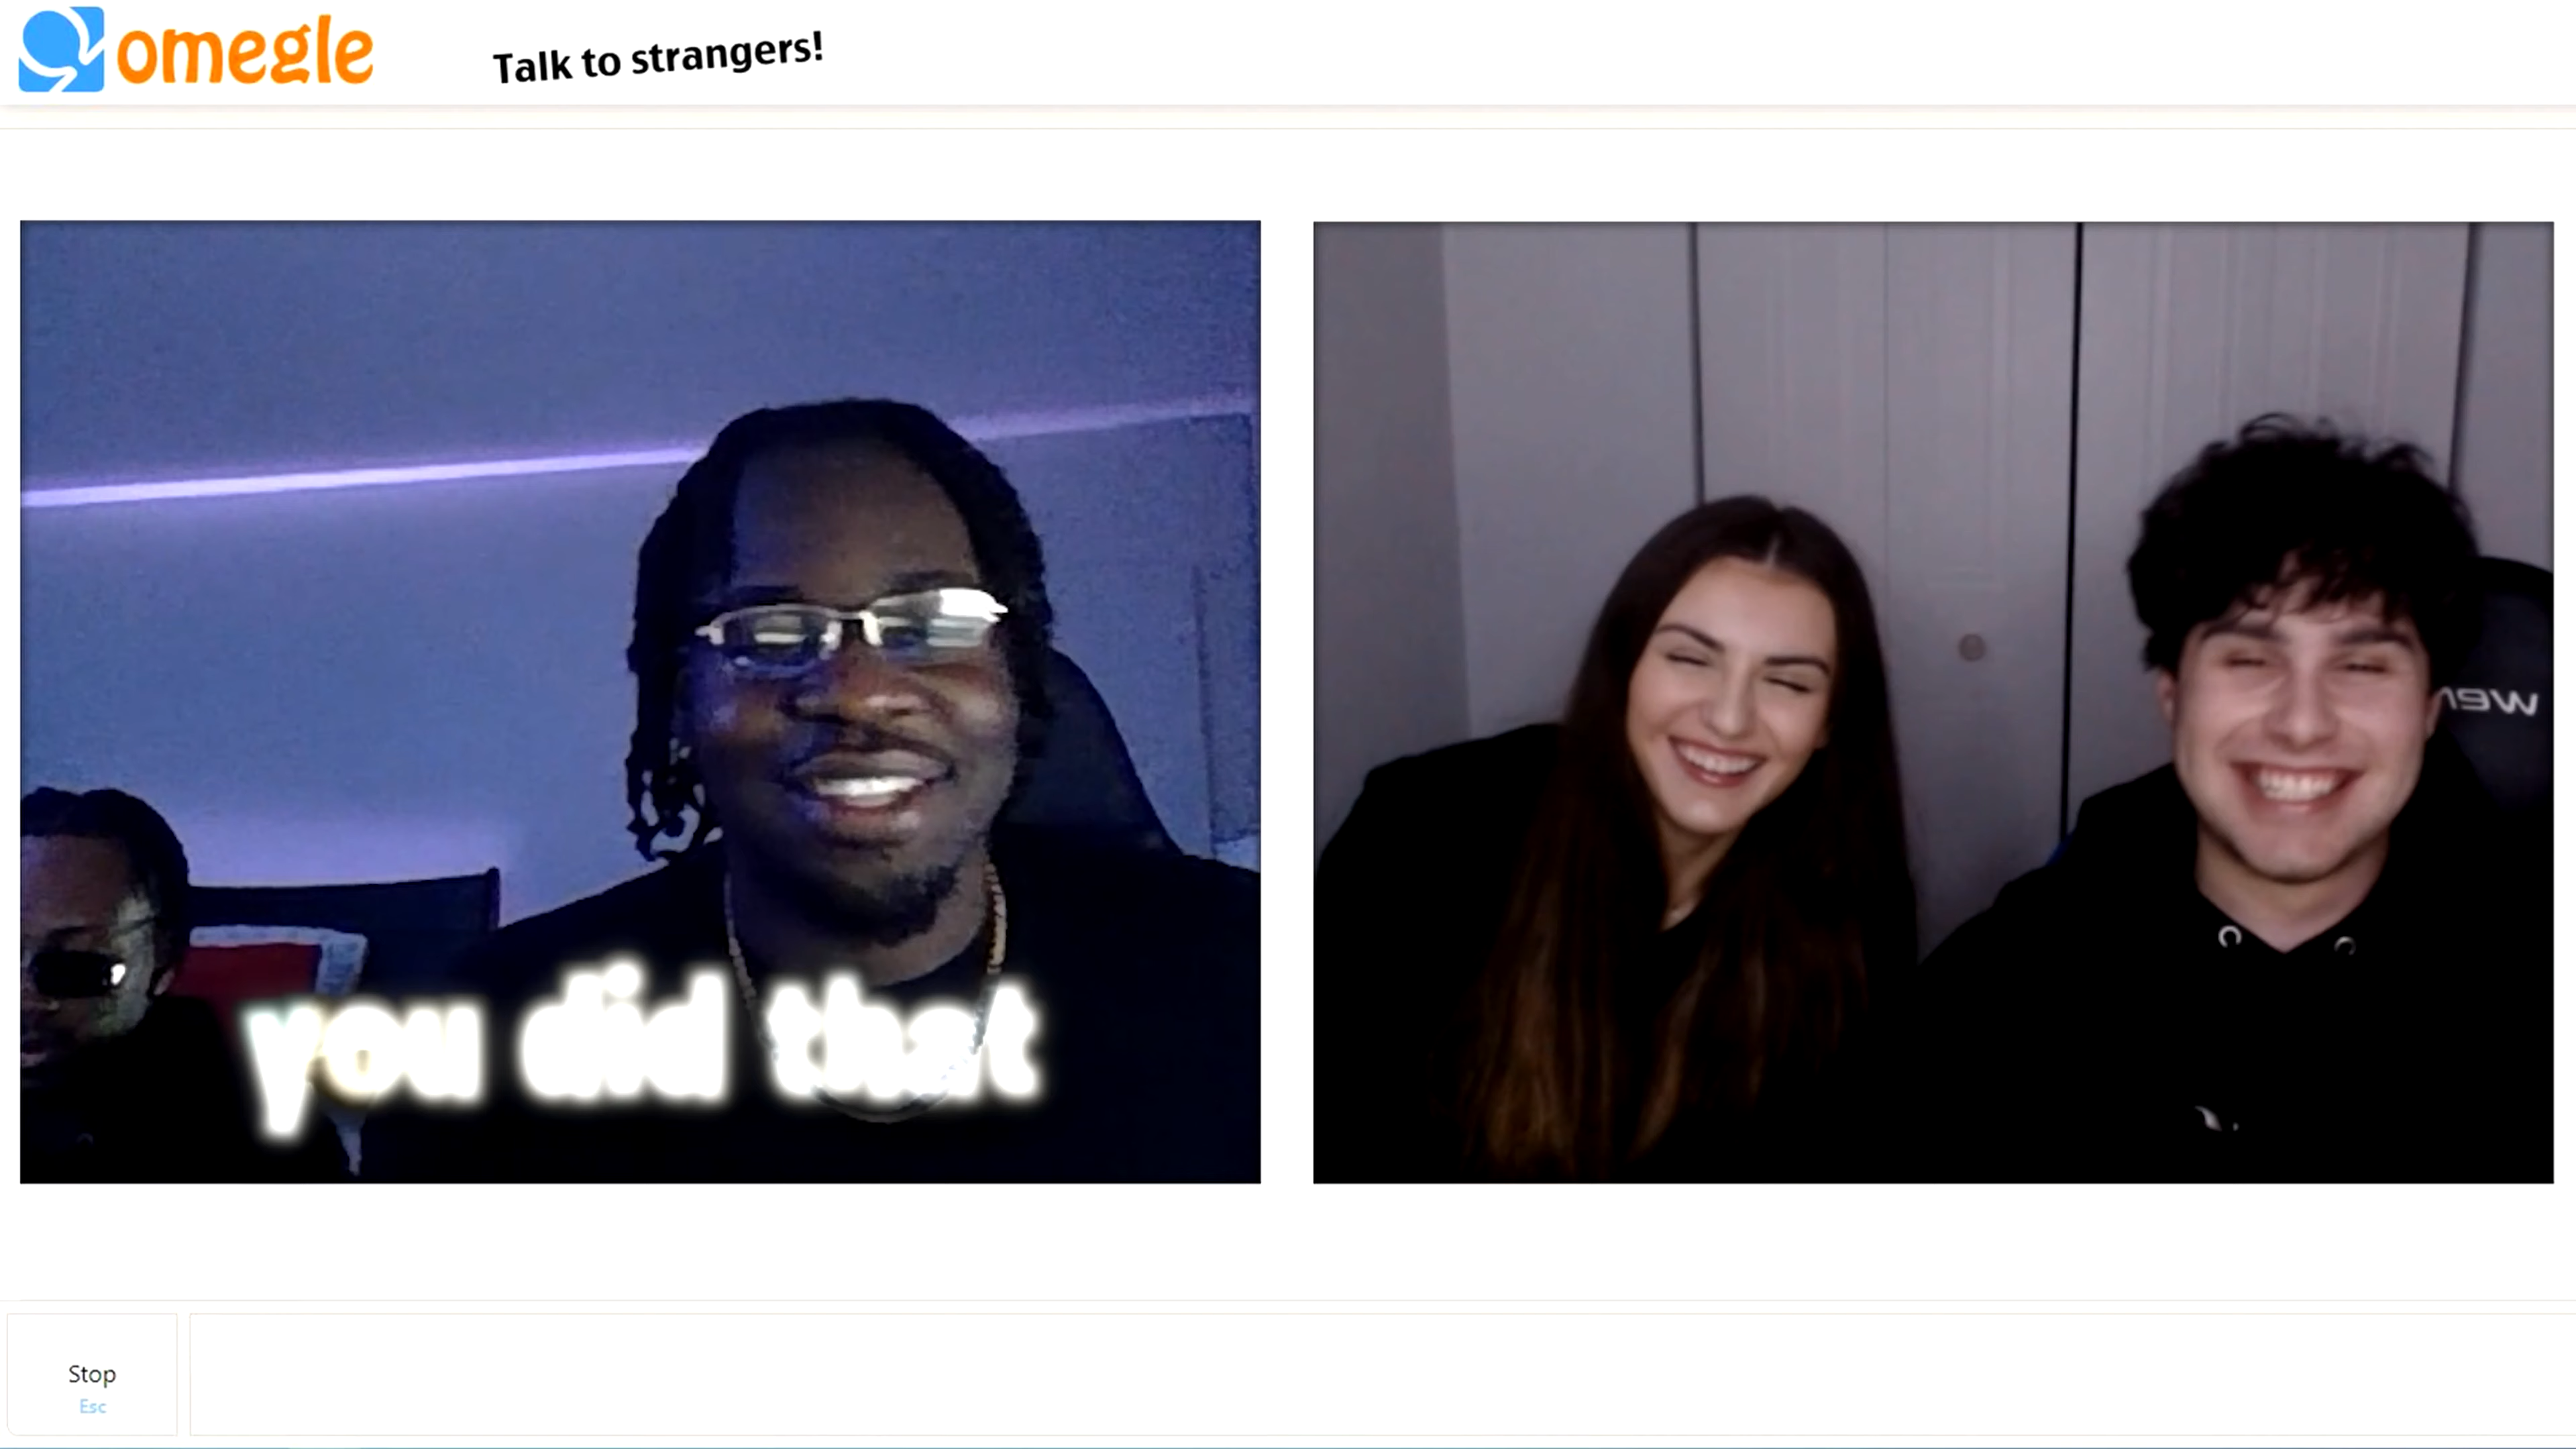 omegle
Talk to strangers!
you did that
Stop
Esc